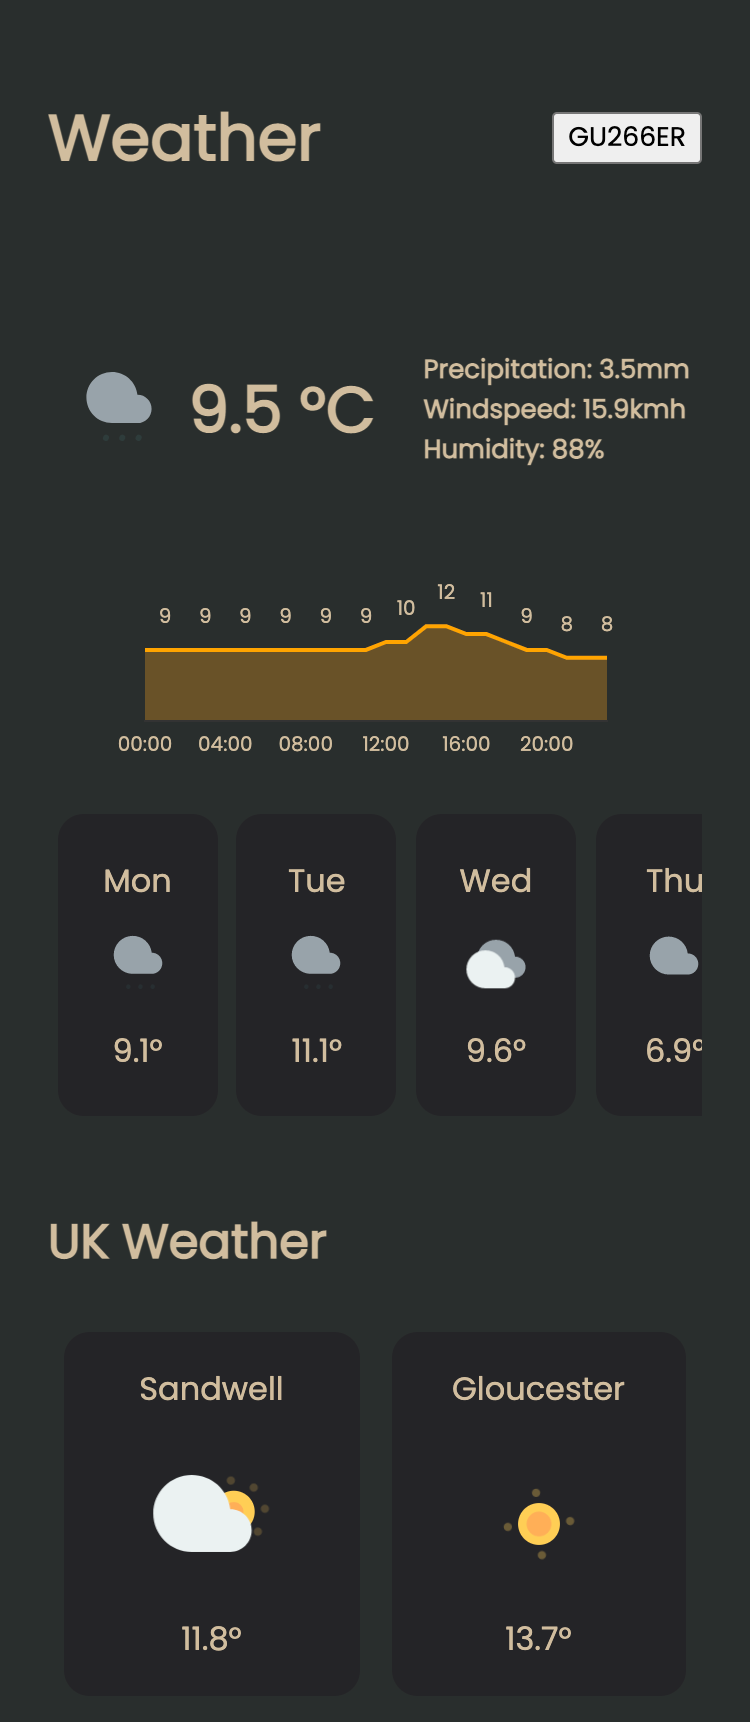 Weather
GU266ER
9.5 °C
Precipitation: 3.5mm
Windspeed: 15.9kmh
Humidity: 88%
9 9 9 9 9 9 10 12 11 9 8 8
00:00 04:00 08:00 12:00 16:00 20:00
Mon Tue Wed Thu
9.1° 11.1° 9.6° 6.9°
UK Weather
Sandwell Gloucester
11.8° 13.7°